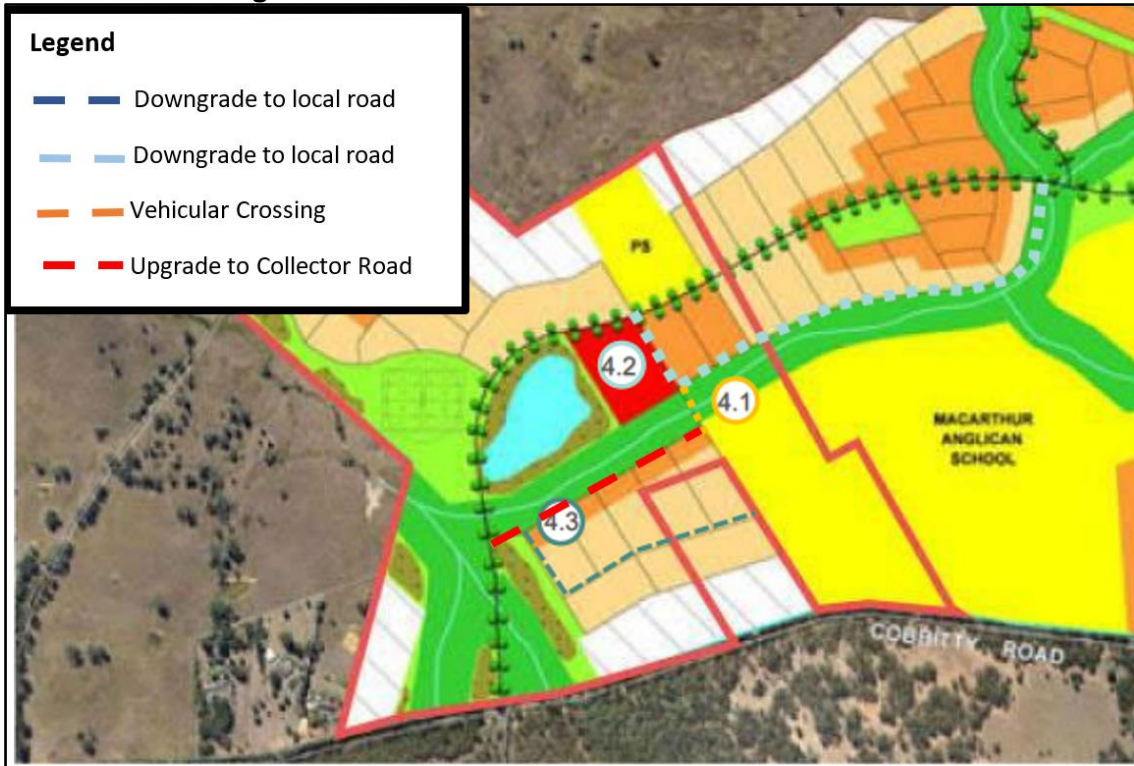 Legend
Downgrade to local road
Downgrade to local road
Vehicular Crossing
Upgrade to Collector Road
PS
4.2
4.1
MACARTHUR
ANGLICAN
SCHOOL
4.3
COBBITTY ROAD